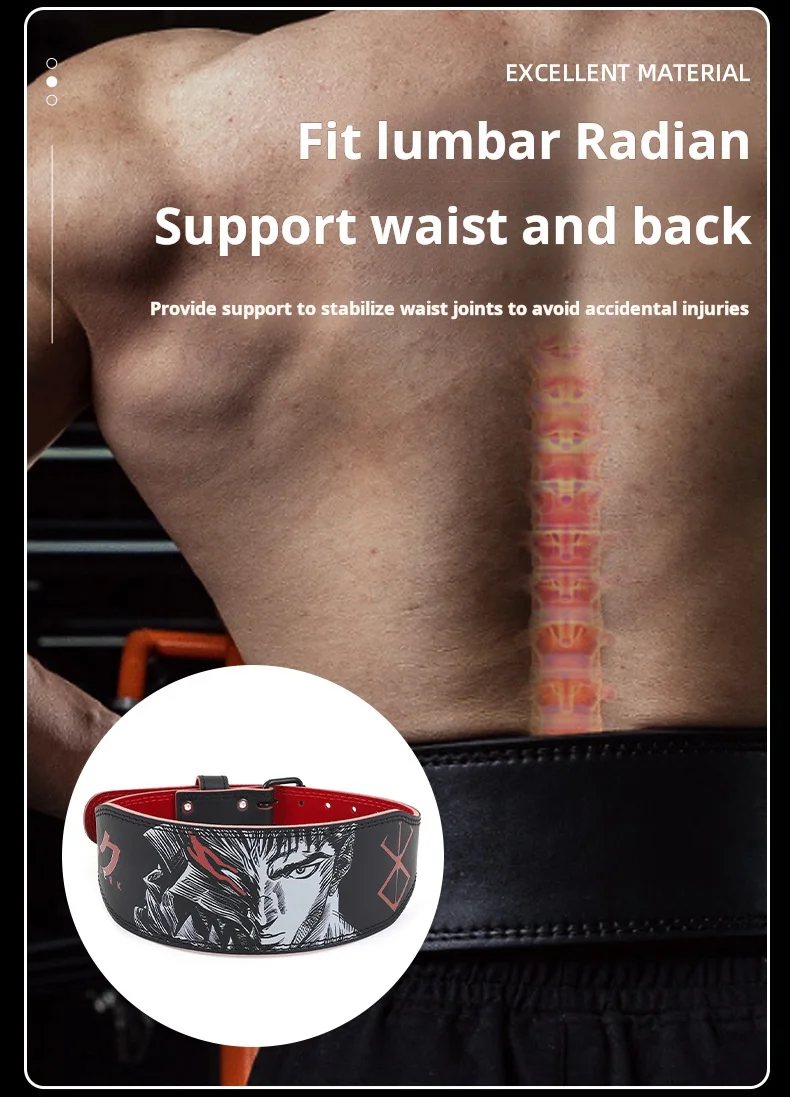 EXCELLENT MATERIAL
Fit lumbar Radian
Support waist and back
Provide support to stabilize waist joints to avoid accidental injuries
ク